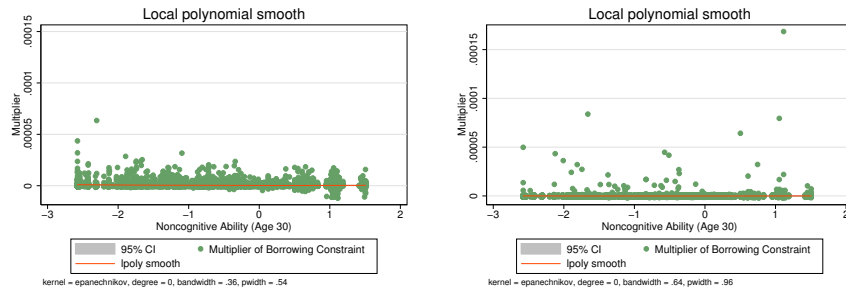 Local polynomial smooth
.00015
.0001
.00005
0
Multiplier
−3
−2
−1
0
1
2
Noncognitive Ability (Age 30)
95% CI
Multiplier of Borrowing Constraint
lpoly smooth
kernel = epanechnikov, degree = 0, bandwidth = .36, pwidth = .54
Local polynomial smooth
.00015
.0001
.00005
0
Multiplier
−3
−2
−1
0
1
2
Noncognitive Ability (Age 30)
95% CI
Multiplier of Borrowing Constraint
lpoly smooth
kernel = epanechnikov, degree = 0, bandwidth = .64, pwidth = .96